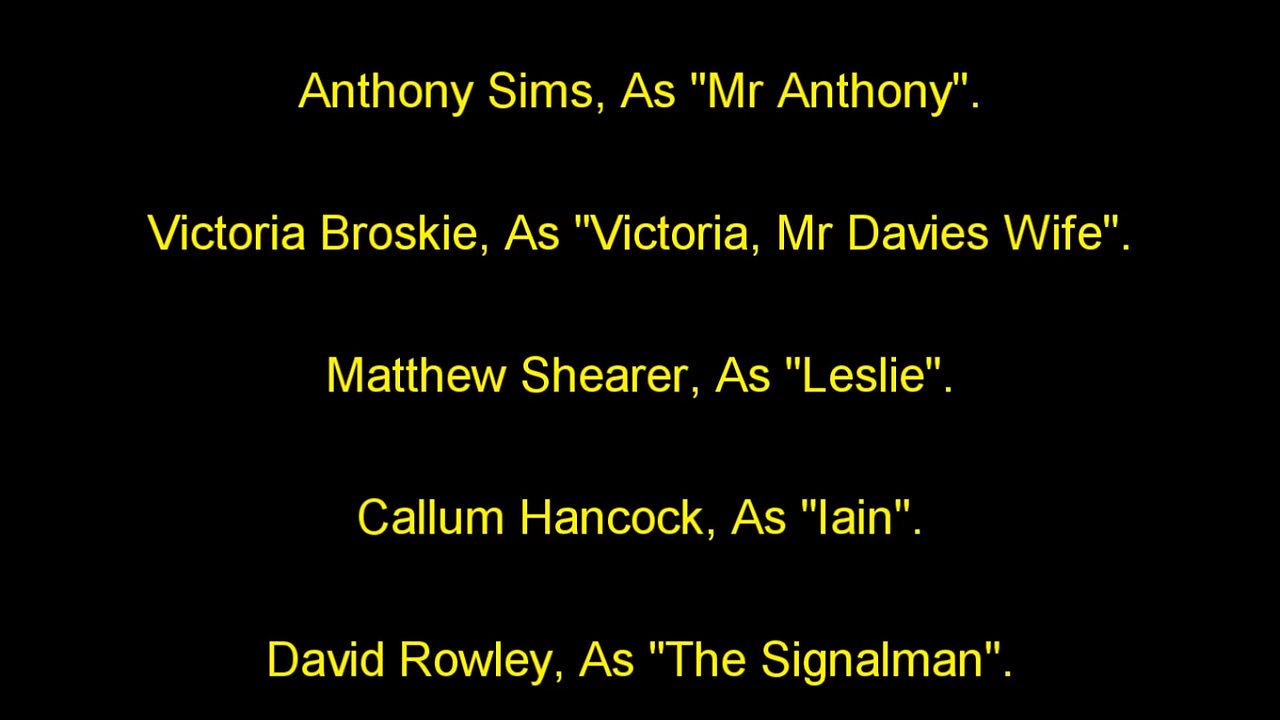 Anthony Sims, As "Mr Anthony".
Victoria Broskie, As "Victoria, Mr Davies Wife".
Matthew Shearer, As "Leslie".
Callum Hancock, As "Iain".
David Rowley, As "The Signalman".